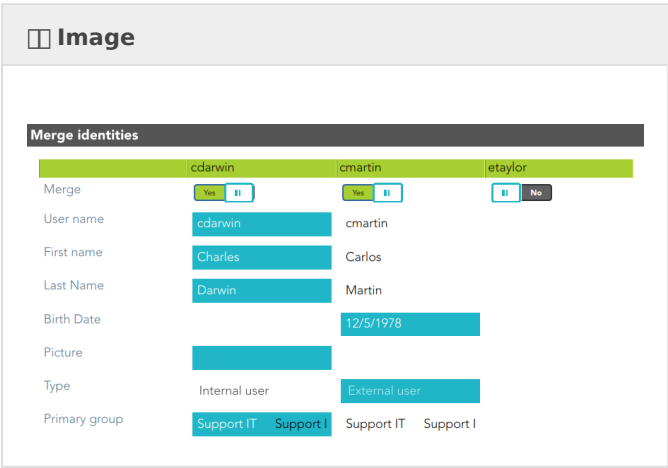 Image
Merge identities
cdarwin cmartin etaylor
Merge Yes Yes No
User name cdarwin cmartin
First name Charles Carlos
Last Name Darwin Martin
Birth Date 12/5/1978
Picture
Type Internal user External user
Primary group Support IT Support I Support IT Support I